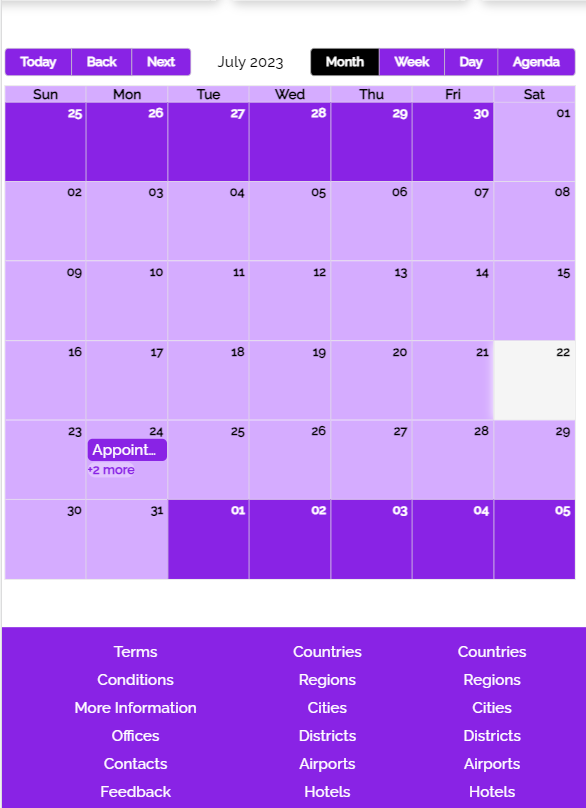 Today Back Next July 2023 Month Week Day Agenda
Sun Mon Tue Wed Thu Fri Sat
25 26 27 28 29 30 01
02 03 04 05 06 07 08
09 10 11 12 13 14 15
16 17 18 19 20 21 22
23 24 25 26 27 28 29
Appoint...
+2 more
30 31 01 02 03 04 05
Terms Countries Countries
Conditions Regions Regions
More Information Cities Cities
Offices Districts Districts
Contacts Airports Airports
Feedback Hotels Hotels